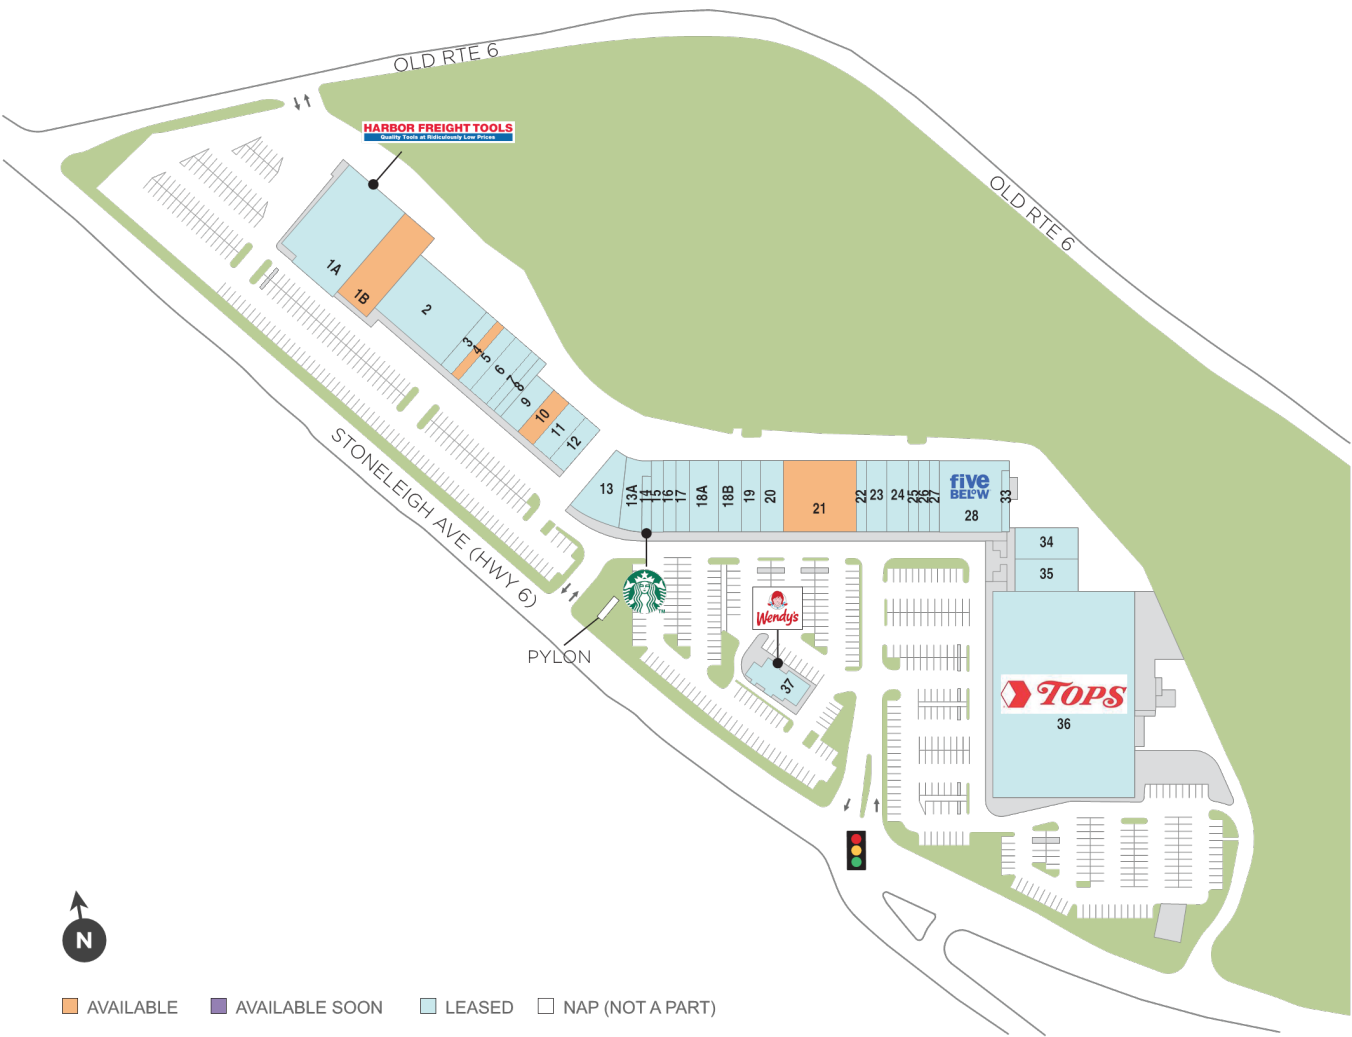 OLD RTE 6
HARBOR FREIGHT TOOLS
Quality Tools at Ridiculously Low Prices
OLD RTE 6
1A
1B
2
3
4
5
6
7
8
9
10
11
12
STONELEIGH AVE (HWY 6)
13
13A
14
15
16
17
18A
18B
19
20
21
22
23
24
25
26
27
five
BELOW
28
33
34
35
Wendy's
37
PYLON
TOPS
36
N
AVAILABLE
AVAILABLE SOON
LEASED
NAP (NOT A PART)